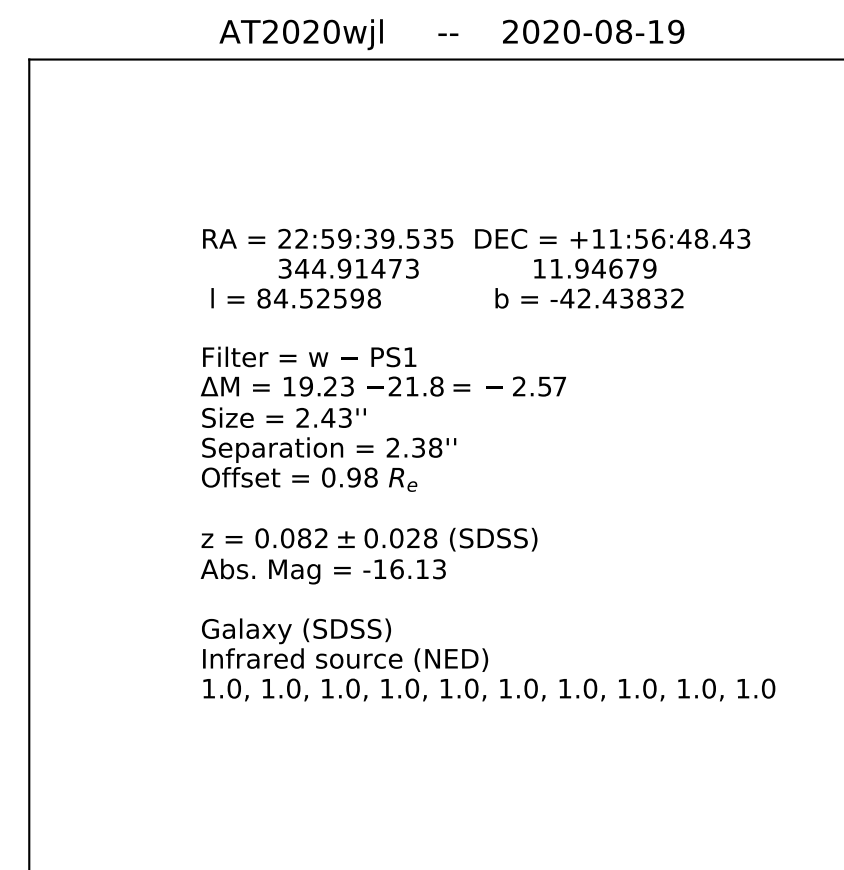 AT2020wjl -- 2020-08-19
RA = 22:59:39.535 DEC = +11:56:48.43
344.91473 11.94679
l = 84.52598 b = -42.43832
Filter = w − PS1
ΔM = 19.23 −21.8 = − 2.57
Size = 2.43''
Separation = 2.38''
Offset = 0.98 Rₑ
z = 0.082 ± 0.028 (SDSS)
Abs. Mag = -16.13
Galaxy (SDSS)
Infrared source (NED)
1.0, 1.0, 1.0, 1.0, 1.0, 1.0, 1.0, 1.0, 1.0, 1.0